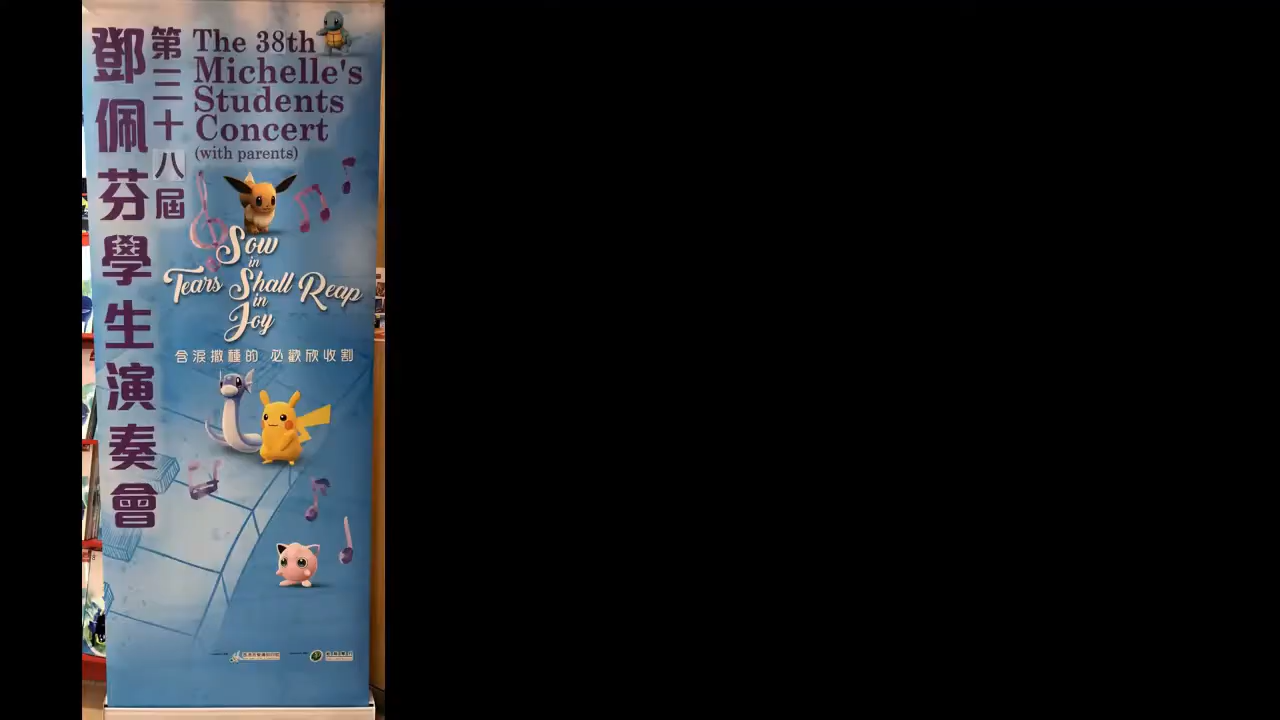 鄧佩芬學生演奏會
第三十八屆
The 38th
Michelle's
Students
Concert
(with parents)
Sow
in
Tears Shall Reap
in
Joy
含淚撒種的 必歡欣收割